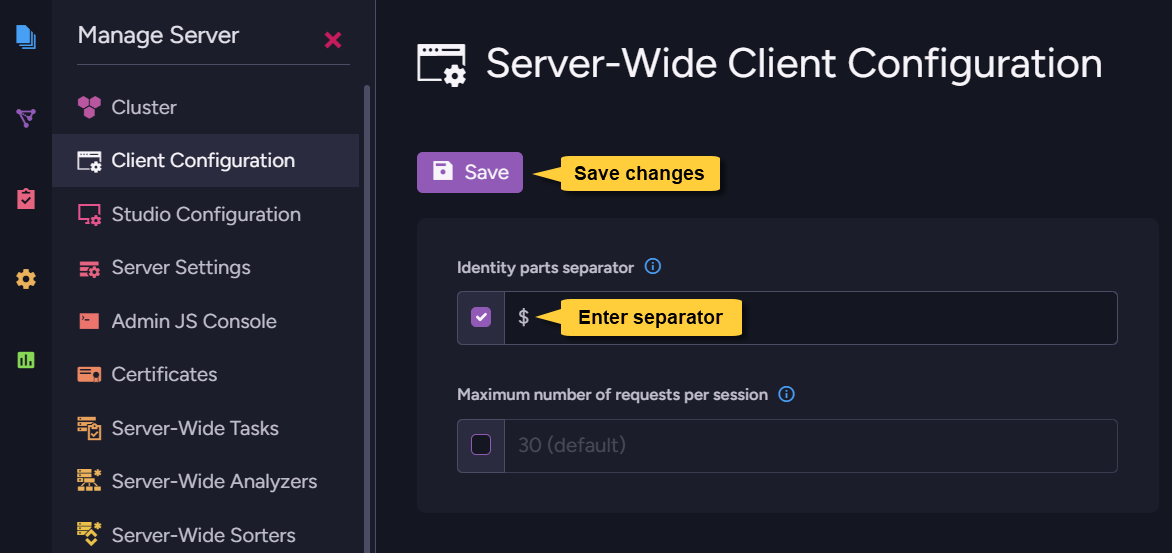 Manage Server
Cluster
Client Configuration
Studio Configuration
Server Settings
Admin JS Console
Certificates
Server-Wide Tasks
Server-Wide Analyzers
Server-Wide Sorters
Server-Wide Client Configuration
Save
Save changes
Identity parts separator
$
Enter separator
Maximum number of requests per session
30 (default)